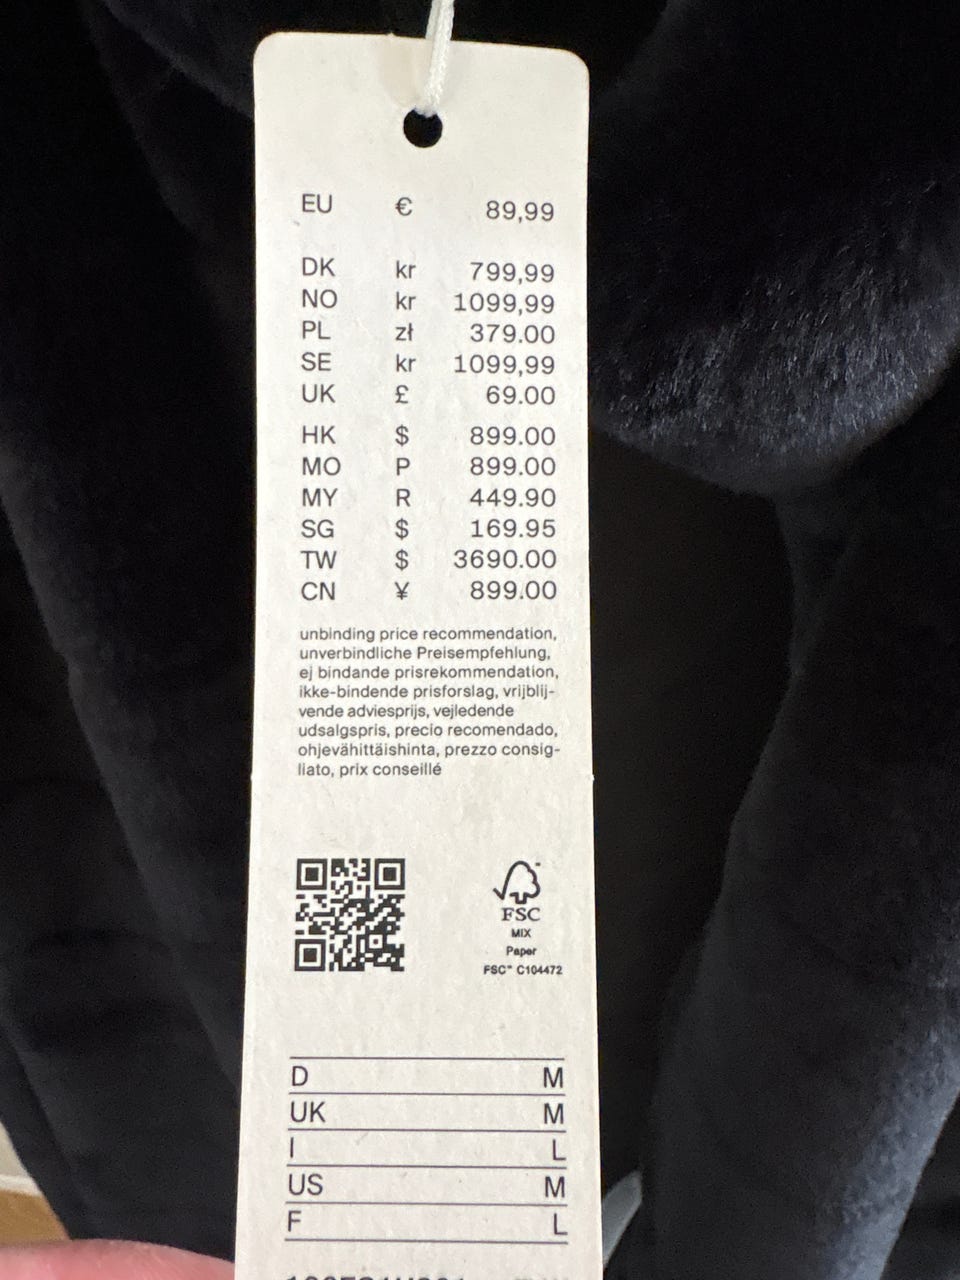 EU € 89,99
DK kr 799,99
NO kr 1099,99
PL zł 379.00
SE kr 1099,99
UK £ 69.00
HK $ 899.00
MO P 899.00
MY R 449.90
SG $ 169.95
TW $ 3690.00
CN ¥ 899.00
unbinding price recommendation,
unverbindliche Preisempfehlung,
ej bindande prisrekommendation,
ikke-bindende prisforslag, vrijblij-
vende adviesprijs, vejledende
udsalgspris, precio recomendado,
ohjevähittäishinta, prezzo consig-
liato, prix conseillé
FSC
MIX
Paper
FSC™ C104472
D M
UK M
I L
US M
F L